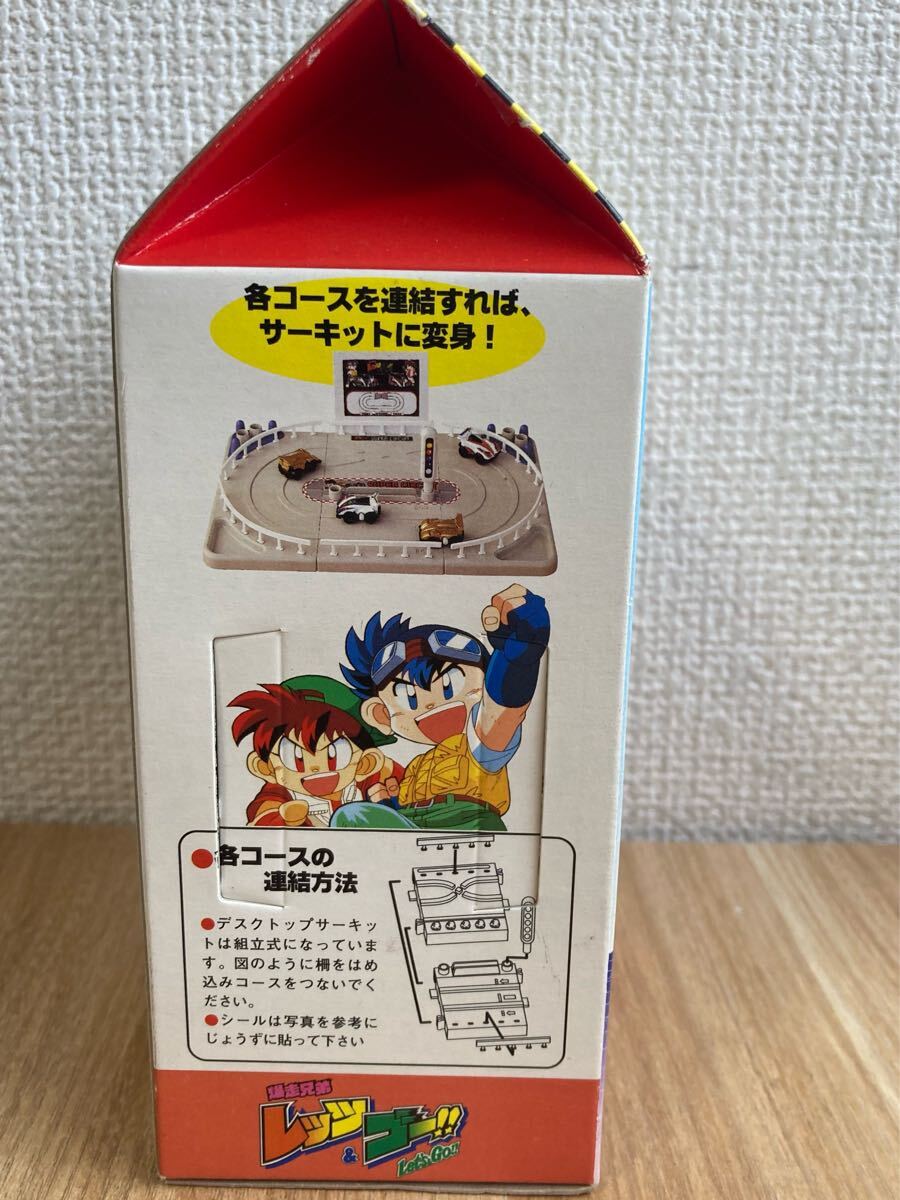 各コースを連結すれば、
サーキットに変身！
●各コースの
連結方法
●デスクトップサーキッ
トは組立式になっていま
す。図のように柵をはめ
込みコースをつないでく
ださい。
●シールは写真を参考に
じょうずに貼って下さい
爆走兄弟
レッツ
&
ゴー!!
Let's Go!!